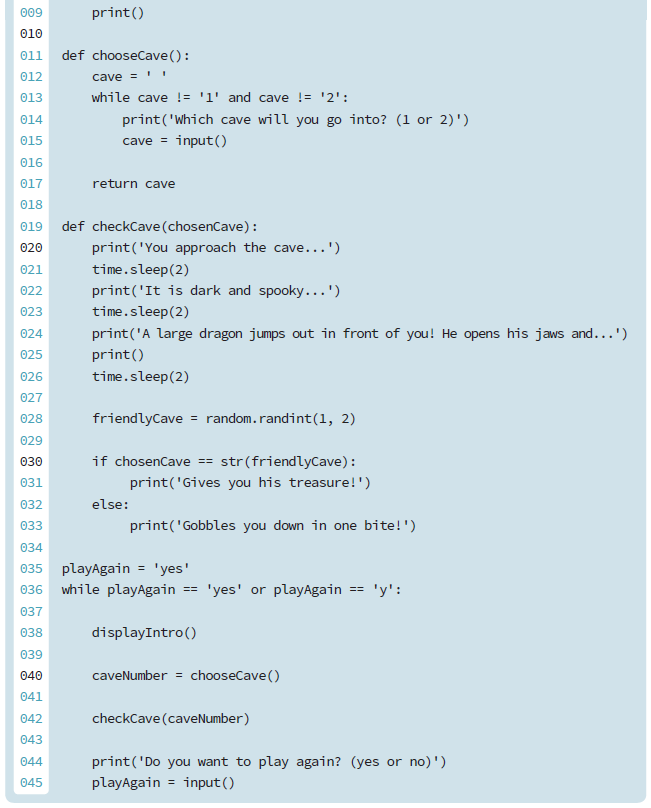 009     print()
010
011 def chooseCave():
012     cave = ' '
013     while cave != '1' and cave != '2':
014         print('Which cave will you go into? (1 or 2)')
015         cave = input()
016
017     return cave
018
019 def checkCave(chosenCave):
020     print('You approach the cave...')
021     time.sleep(2)
022     print('It is dark and spooky...')
023     time.sleep(2)
024     print('A large dragon jumps out in front of you! He opens his jaws and...')
025     print()
026     time.sleep(2)
027
028     friendlyCave = random.randint(1, 2)
029
030     if chosenCave == str(friendlyCave):
031          print('Gives you his treasure!')
032     else:
033          print('Gobbles you down in one bite!')
034
035 playAgain = 'yes'
036 while playAgain == 'yes' or playAgain == 'y':
037
038     displayIntro()
039
040     caveNumber = chooseCave()
041
042     checkCave(caveNumber)
043
044     print('Do you want to play again? (yes or no)')
045     playAgain = input()